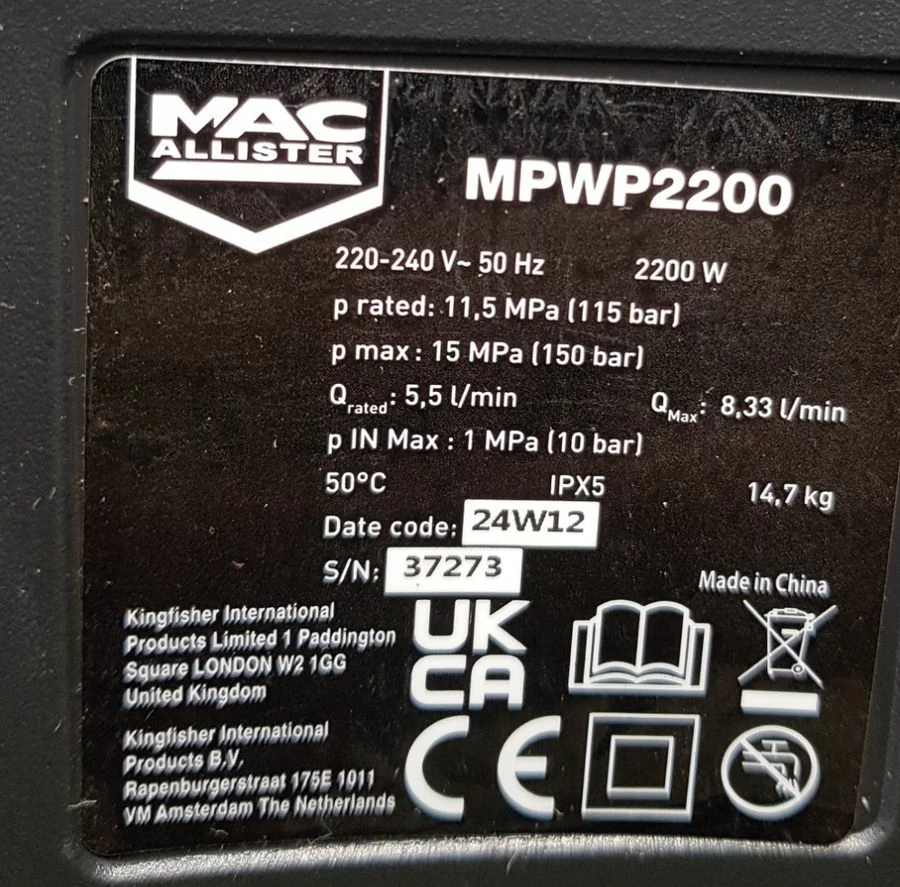 MAC
ALLISTER
MPWP2200
220-240 V~ 50 Hz 2200 W
p rated: 11,5 MPa (115 bar)
p max : 15 MPa (150 bar)
Qrated: 5,5 l/min QMax: 8,33 l/min
p IN Max : 1 MPa (10 bar)
50°C IPX5 14,7 kg
Date code: 24W12
S/N: 37273
Made in China
Kingfisher International
Products Limited 1 Paddington
Square LONDON W2 1GG
United Kingdom
UK
CA
Kingfisher International
Products B.V.
Rapenburgerstraat 175E 1011
VM Amsterdam The Netherlands
CE